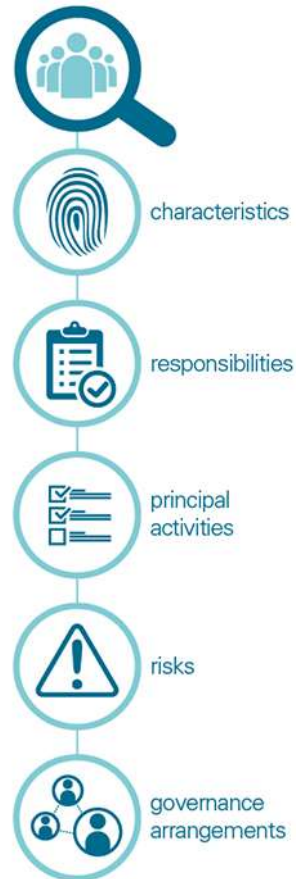 characteristics
responsibilities
principal
activities
risks
governance
arrangements